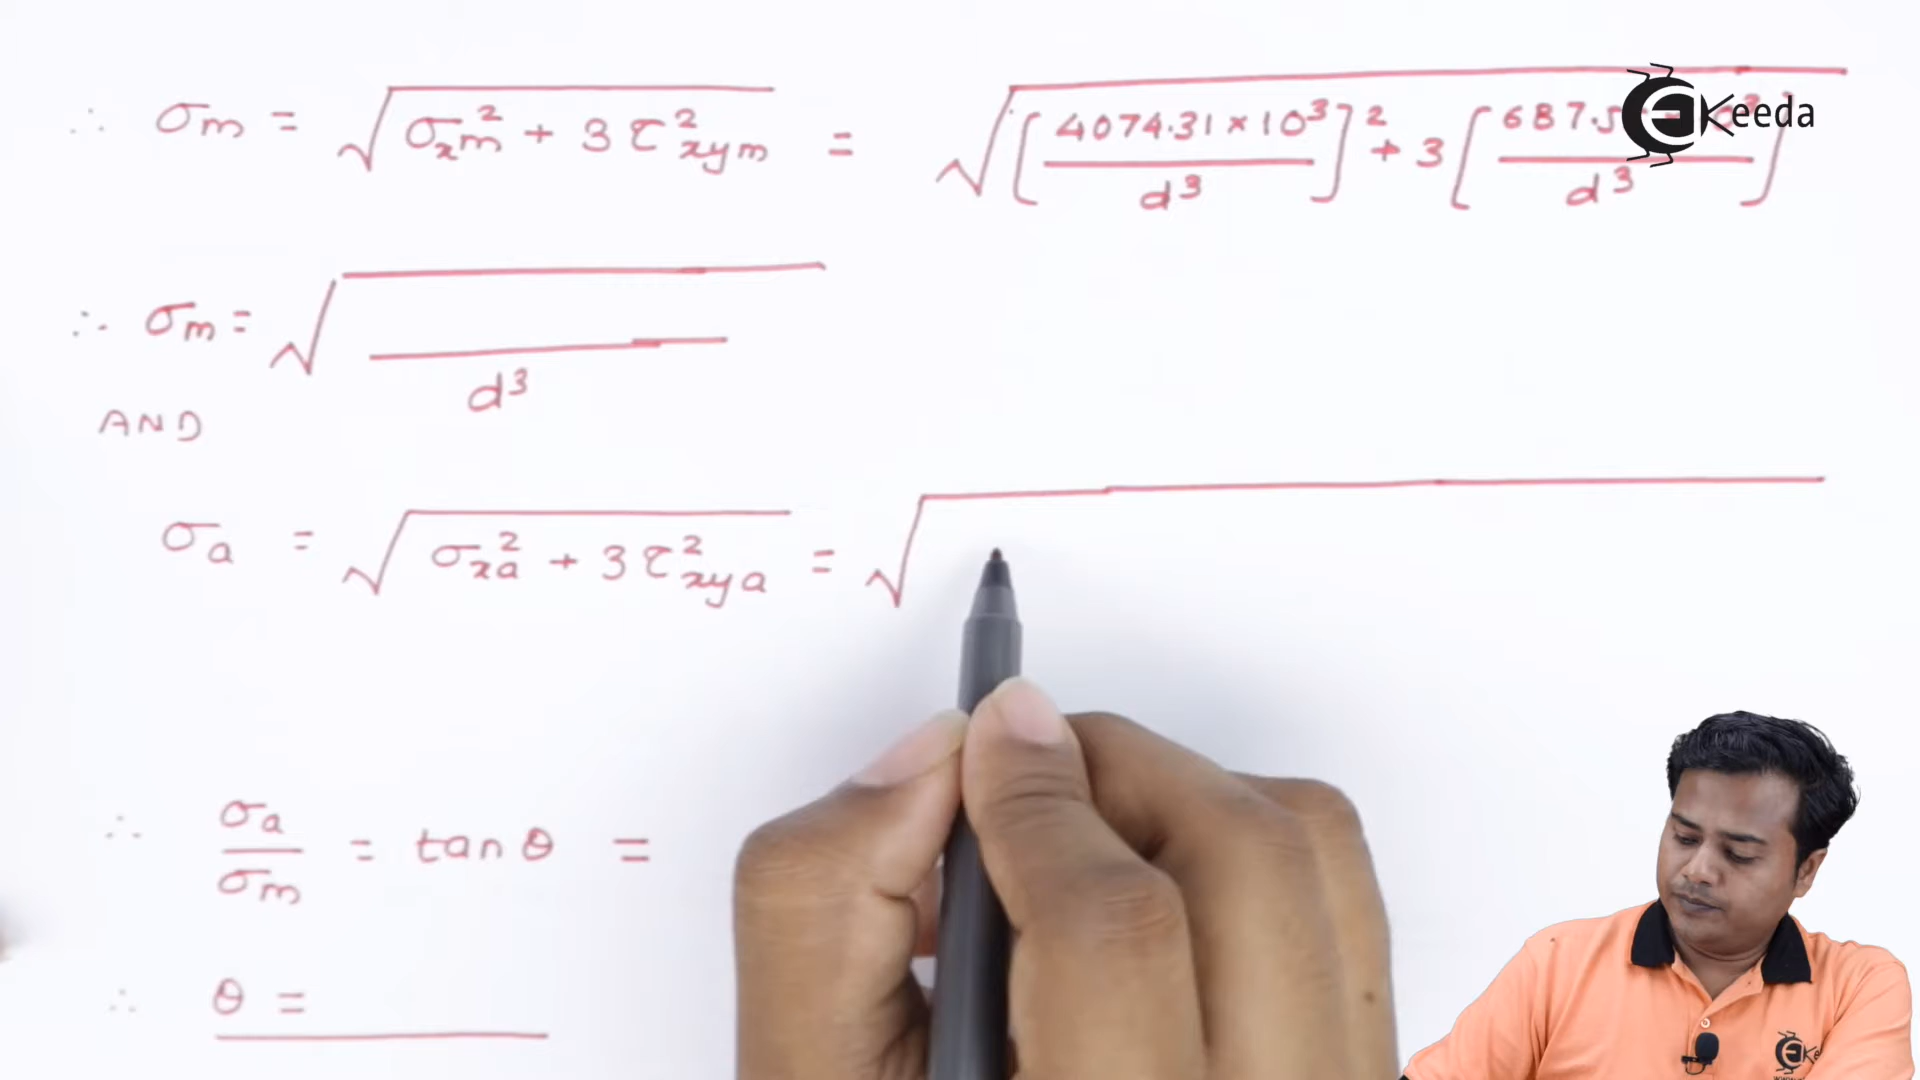 ∴ σm = √(σxm² + 3τ²xym) = √([4074.31 × 10³ / d³]² + 3[687.5 / d³]
∴ σm = √( / d³)
AND
σa = √(σxa² + 3τ²xya) = √
∴ σa / σm = tan θ =
∴ θ =
Ekeeda